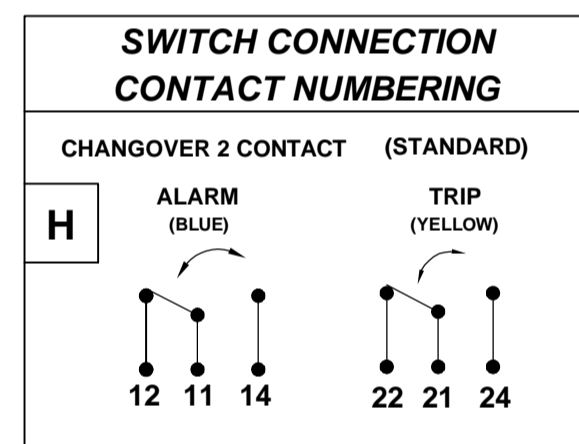 SWITCH CONNECTION
CONTACT NUMBERING
CHANGOVER 2 CONTACT (STANDARD)
H
ALARM
(BLUE)
TRIP
(YELLOW)
12 11 14
22 21 24